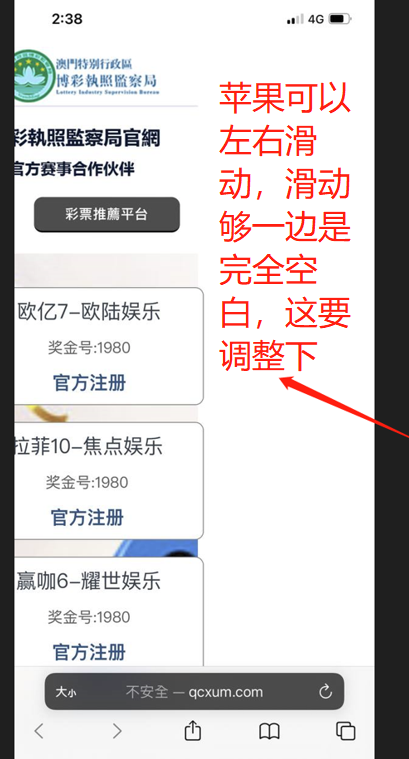 2:38
4G
澳門特别行政區
博彩執照監察局
Lottery Industry Supervision Bureau
彩執照監察局官網
官方赛事合作伙伴
彩票推薦平台
苹果可以
左右滑
动，滑动
够一边是
完全空
白，这要
调整下
欧亿7-欧陆娱乐
奖金号:1980
官方注册
拉菲10-焦点娱乐
奖金号:1980
官方注册
赢咖6-耀世娱乐
奖金号:1980
官方注册
大小 不安全 — qcxum.com